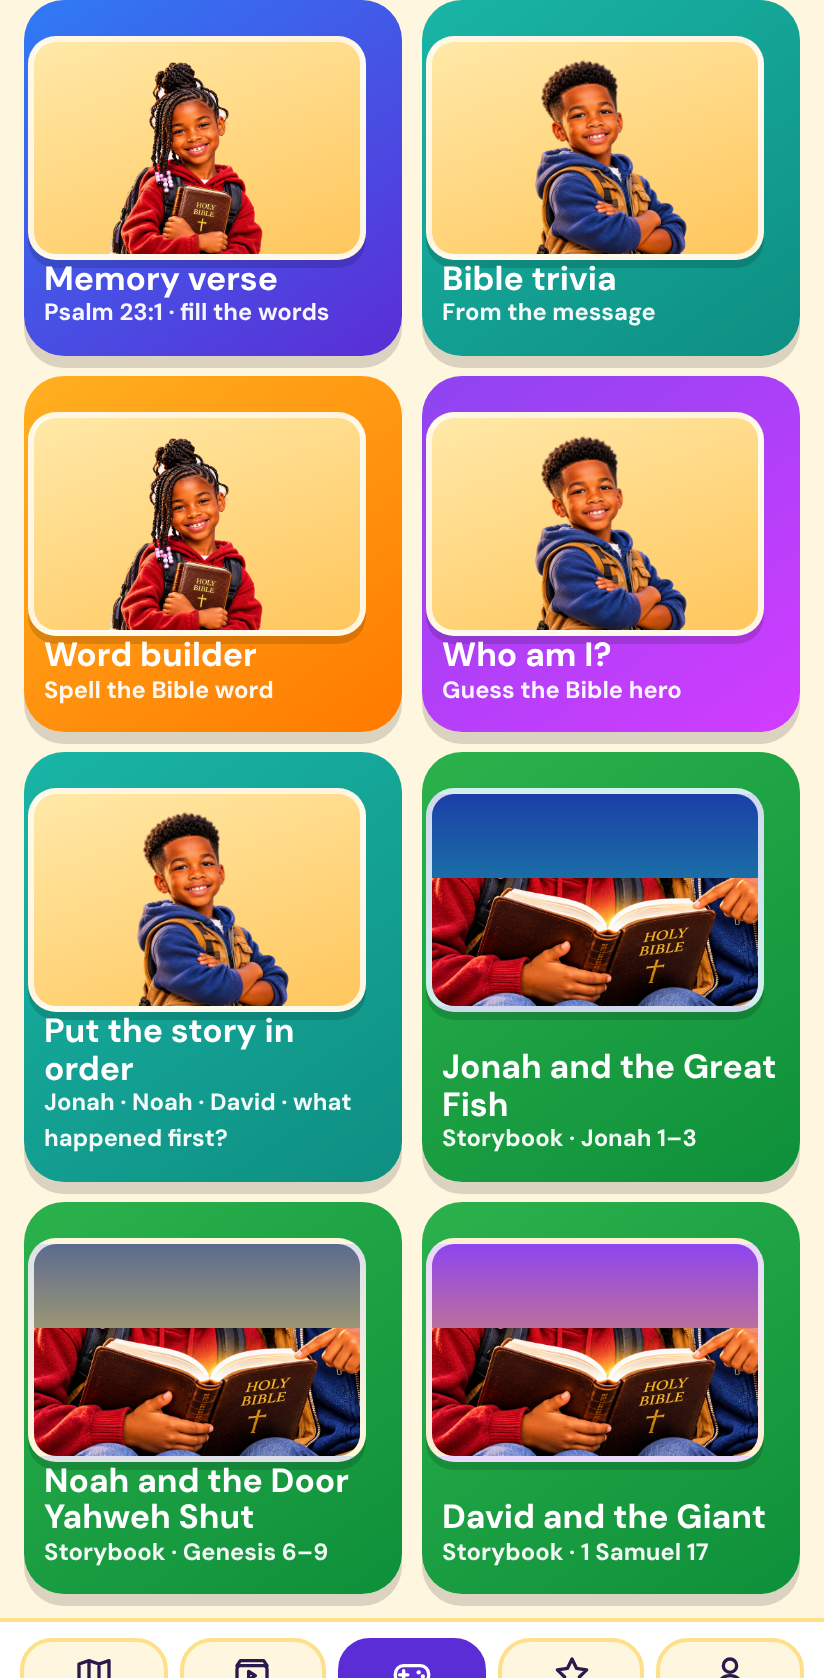 HOLY
BIBLE
Memory verse
Psalm 23:1 · fill the words
Bible trivia
From the message
HOLY
BIBLE
Word builder
Spell the Bible word
Who am I?
Guess the Bible hero
Put the story in
order
Jonah · Noah · David · what
happened first?
HOLY
BIBLE
Jonah and the Great
Fish
Storybook · Jonah 1–3
HOLY
BIBLE
Noah and the Door
Yahweh Shut
Storybook · Genesis 6–9
HOLY
BIBLE
David and the Giant
Storybook · 1 Samuel 17